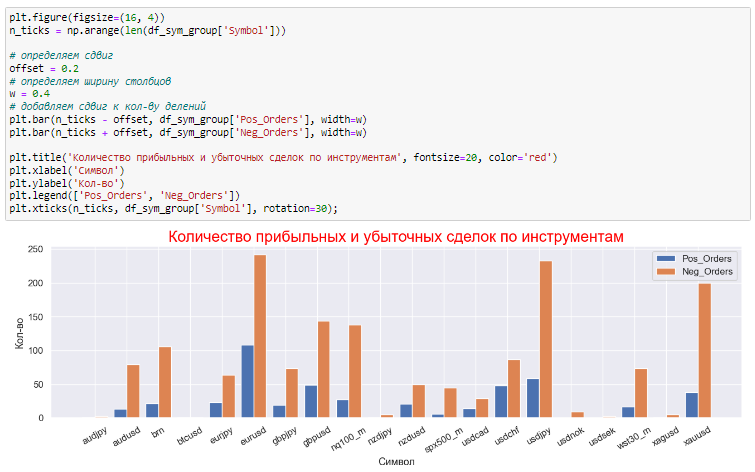 plt.figure(figsize=(16, 4))
n_ticks = np.arange(len(df_sym_group['Symbol']))
# определяем сдвиг
offset = 0.2
# определяем ширину столбцов
w = 0.4
# добавляем сдвиг к кол-ву делений
plt.bar(n_ticks - offset, df_sym_group['Pos_Orders'], width=w)
plt.bar(n_ticks + offset, df_sym_group['Neg_Orders'], width=w)
plt.title('Количество прибыльных и убыточных сделок по инструментам', fontsize=20, color='red')
plt.xlabel('Символ')
plt.ylabel('Кол-во')
plt.legend(['Pos_Orders', 'Neg_Orders'])
plt.xticks(n_ticks, df_sym_group['Symbol'], rotation=30);
Количество прибыльных и убыточных сделок по инструментам
Pos_Orders
Neg_Orders
Кол-во
250
200
150
100
50
0
audjpy
audusd
brn
btcusd
eurjpy
eurusd
gbpjpy
gbpusd
nq100_m
nzdjpy
nzdusd
spx500_m
usdcad
usdchf
usdjpy
usdnok
usdsek
wst30_m
xagusd
xauusd
Символ